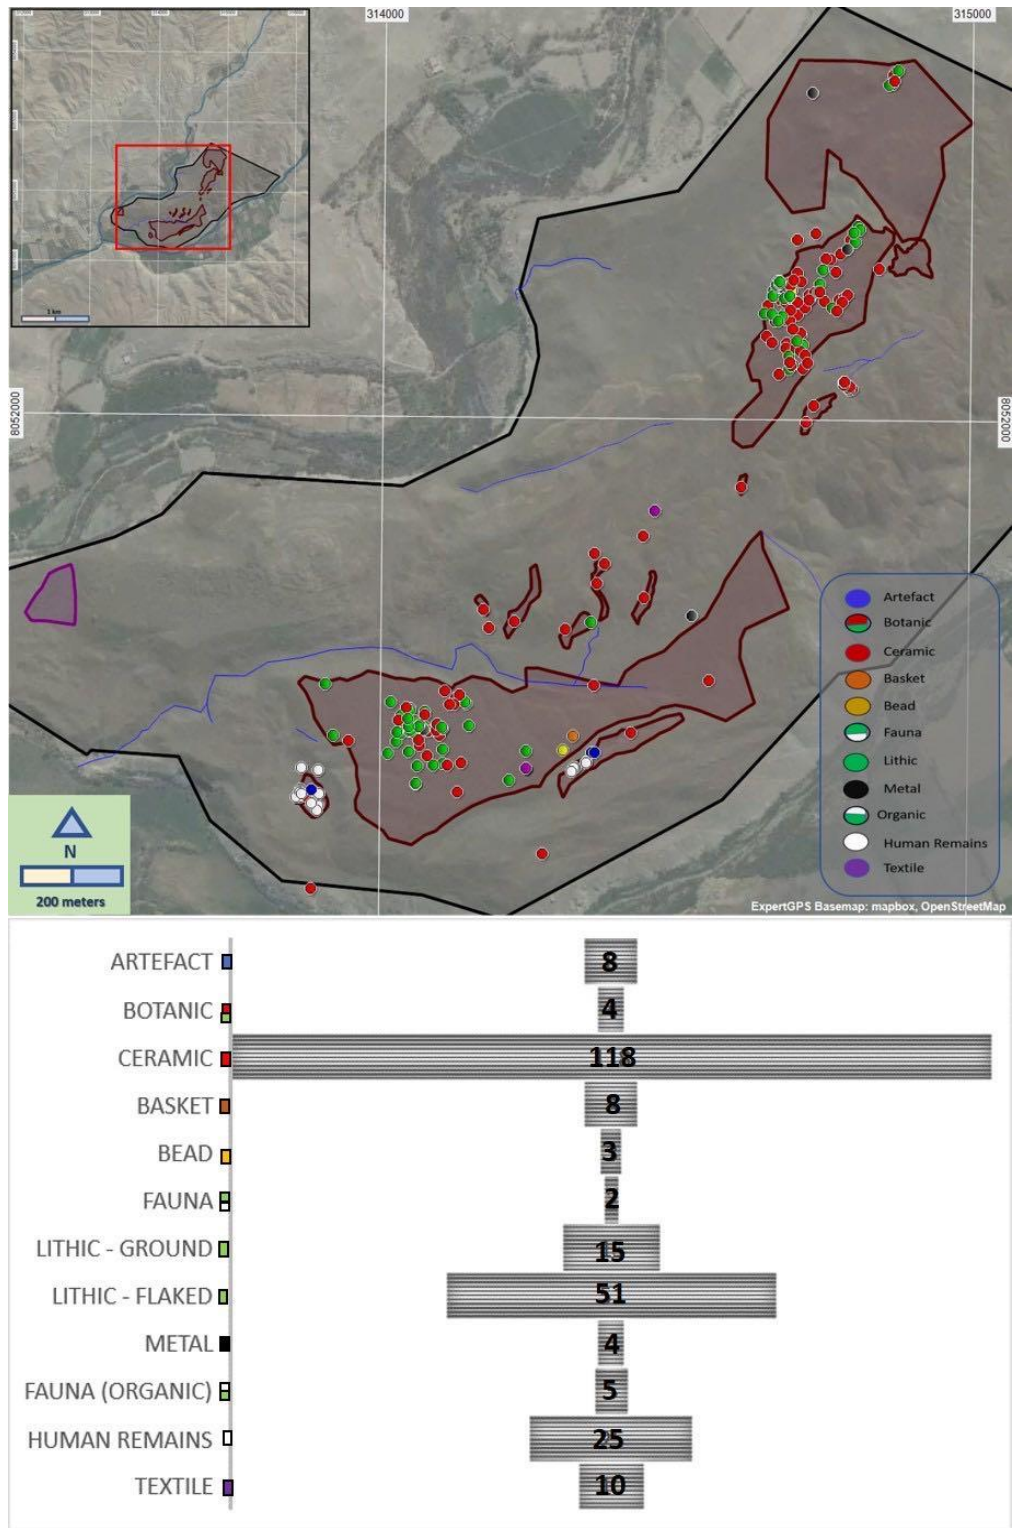 314000
315000
1 km
8052000
8052000
Artefact
Botanic
Ceramic
Basket
Bead
Fauna
Lithic
Metal
Organic
Human Remains
Textile
N
200 meters
ExpertGPS Basemap: mapbox, OpenStreetMap
ARTEFACT 8
BOTANIC 4
CERAMIC 118
BASKET 8
BEAD 3
FAUNA 2
LITHIC - GROUND 15
LITHIC - FLAKED 51
METAL 4
FAUNA (ORGANIC) 5
HUMAN REMAINS 25
TEXTILE 10